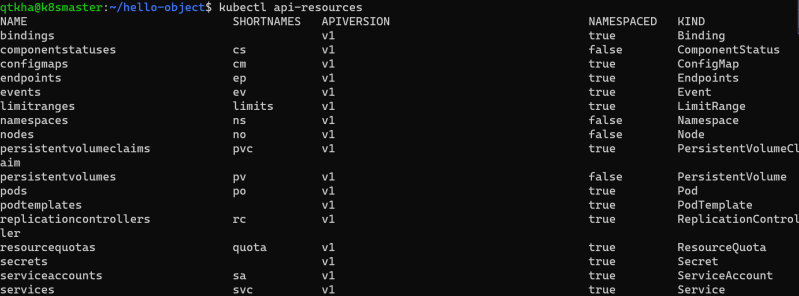 qtkha@k8smaster:~/hello-object$ kubectl api-resources
NAME SHORTNAMES APIVERSION NAMESPACED KIND
bindings v1 true Binding
componentstatuses cs v1 false ComponentStatus
configmaps cm v1 true ConfigMap
endpoints ep v1 true Endpoints
events ev v1 true Event
limitranges limits v1 true LimitRange
namespaces ns v1 false Namespace
nodes no v1 false Node
persistentvolumeclaims pvc v1 true PersistentVolumeCl
aim
persistentvolumes pv v1 false PersistentVolume
pods po v1 true Pod
podtemplates v1 true PodTemplate
replicationcontrollers rc v1 true ReplicationControl
ler
resourcequotas quota v1 true ResourceQuota
secrets v1 true Secret
serviceaccounts sa v1 true ServiceAccount
services svc v1 true Service